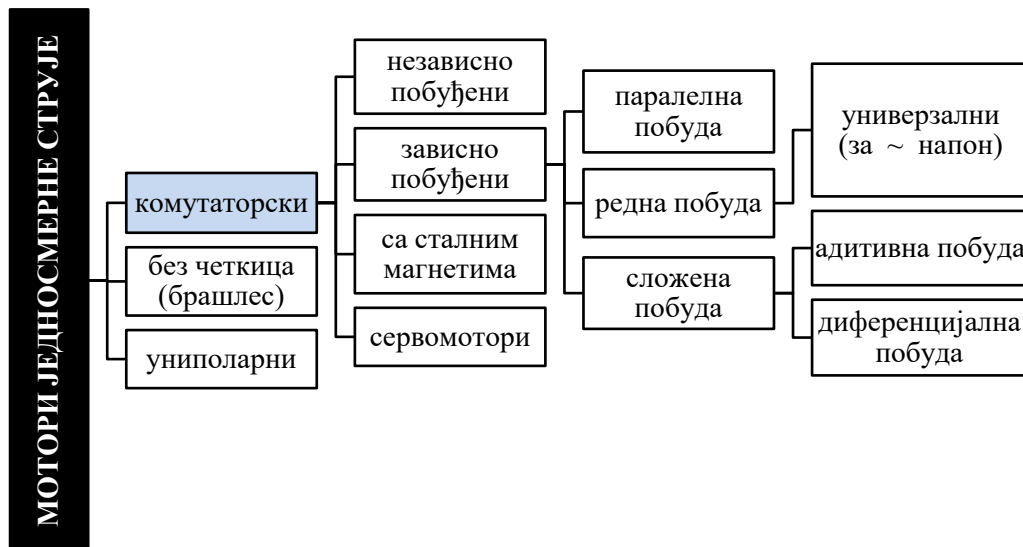 МОТОРИ ЈЕДНОСМЕРНЕ СТРУЈЕ
комутаторски
без четкица
(брашлес)
униполарни
независно
побуђени
зависно
побуђени
са сталним
магнетима
сервомотори
паралелна
побуда
редна побуда
сложена
побуда
универзални
(за ~ напон)
адитивна побуда
диференцијална
побуда